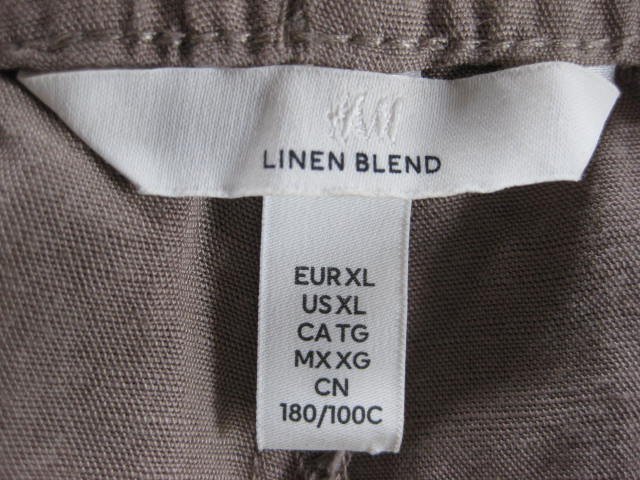 H&M
LINEN BLEND
EUR XL
US XL
CA TG
MX XG
CN
180/100C